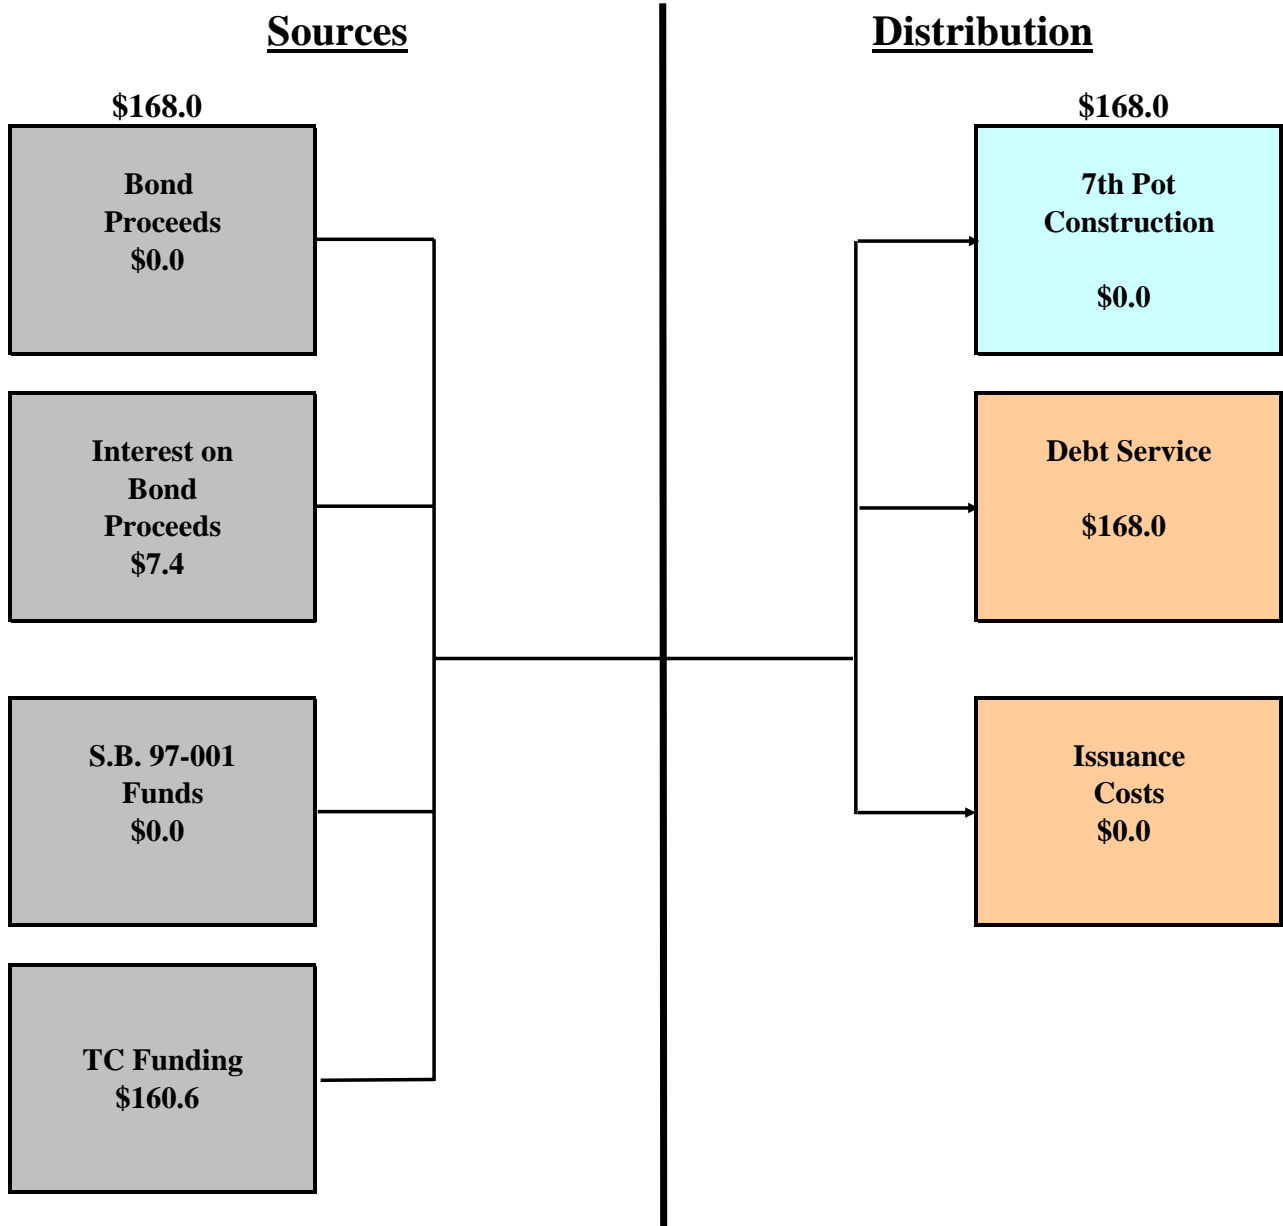 Sources
$168.0
Bond
Proceeds
$0.0
Interest on
Bond
Proceeds
$7.4
S.B. 97-001
Funds
$0.0
TC Funding
$160.6
Distribution
$168.0
7th Pot
Construction
$0.0
Debt Service
$168.0
Issuance
Costs
$0.0